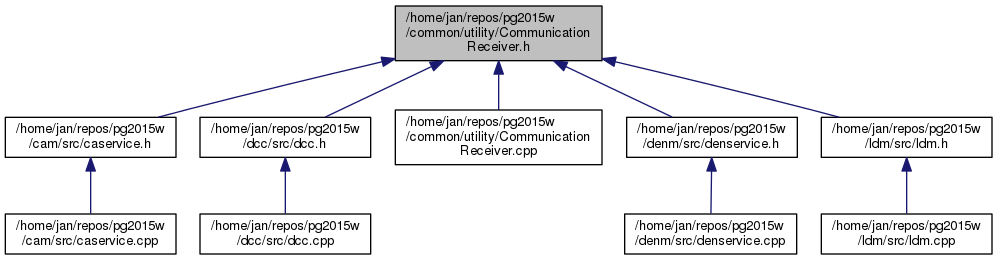 /home/jan/repos/pg2015w
/common/utility/Communication
Receiver.h
/home/jan/repos/pg2015w
/cam/src/caservice.h
/home/jan/repos/pg2015w
/dcc/src/dcc.h
/home/jan/repos/pg2015w
/common/utility/Communication
Receiver.cpp
/home/jan/repos/pg2015w
/denm/src/denservice.h
/home/jan/repos/pg2015w
/ldm/src/ldm.h
/home/jan/repos/pg2015w
/cam/src/caservice.cpp
/home/jan/repos/pg2015w
/dcc/src/dcc.cpp
/home/jan/repos/pg2015w
/denm/src/denservice.cpp
/home/jan/repos/pg2015w
/ldm/src/ldm.cpp